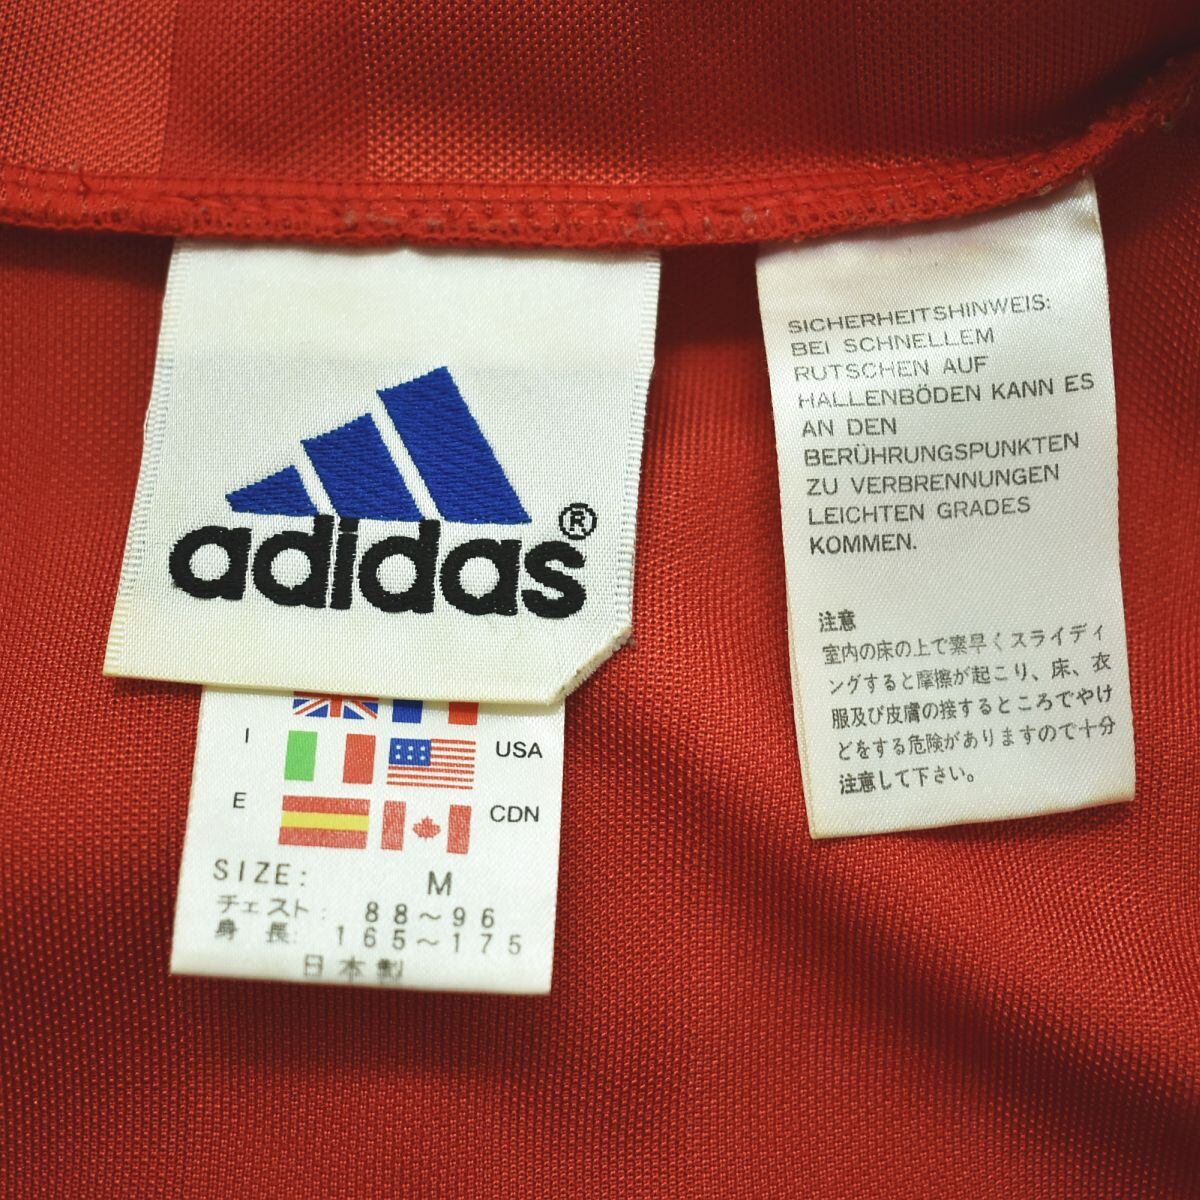 adidas®
I
USA
E
CDN
SIZE: M
チェスト: 88～96
身長: 165～175
日本製
SICHERHEITSHINWEIS:
BEI SCHNELLEM
RUTSCHEN AUF
HALLENBÖDEN KANN ES
AN DEN
BERÜHRUNGSPUNKTEN
ZU VERBRENNUNGEN
LEICHTEN GRADES
KOMMEN.
注意
室内の床の上で素早くスライディ
ングすると摩擦が起こり、床、衣
服及び皮膚の接するところでやけ
どをする危険がありますので十分
注意して下さい。